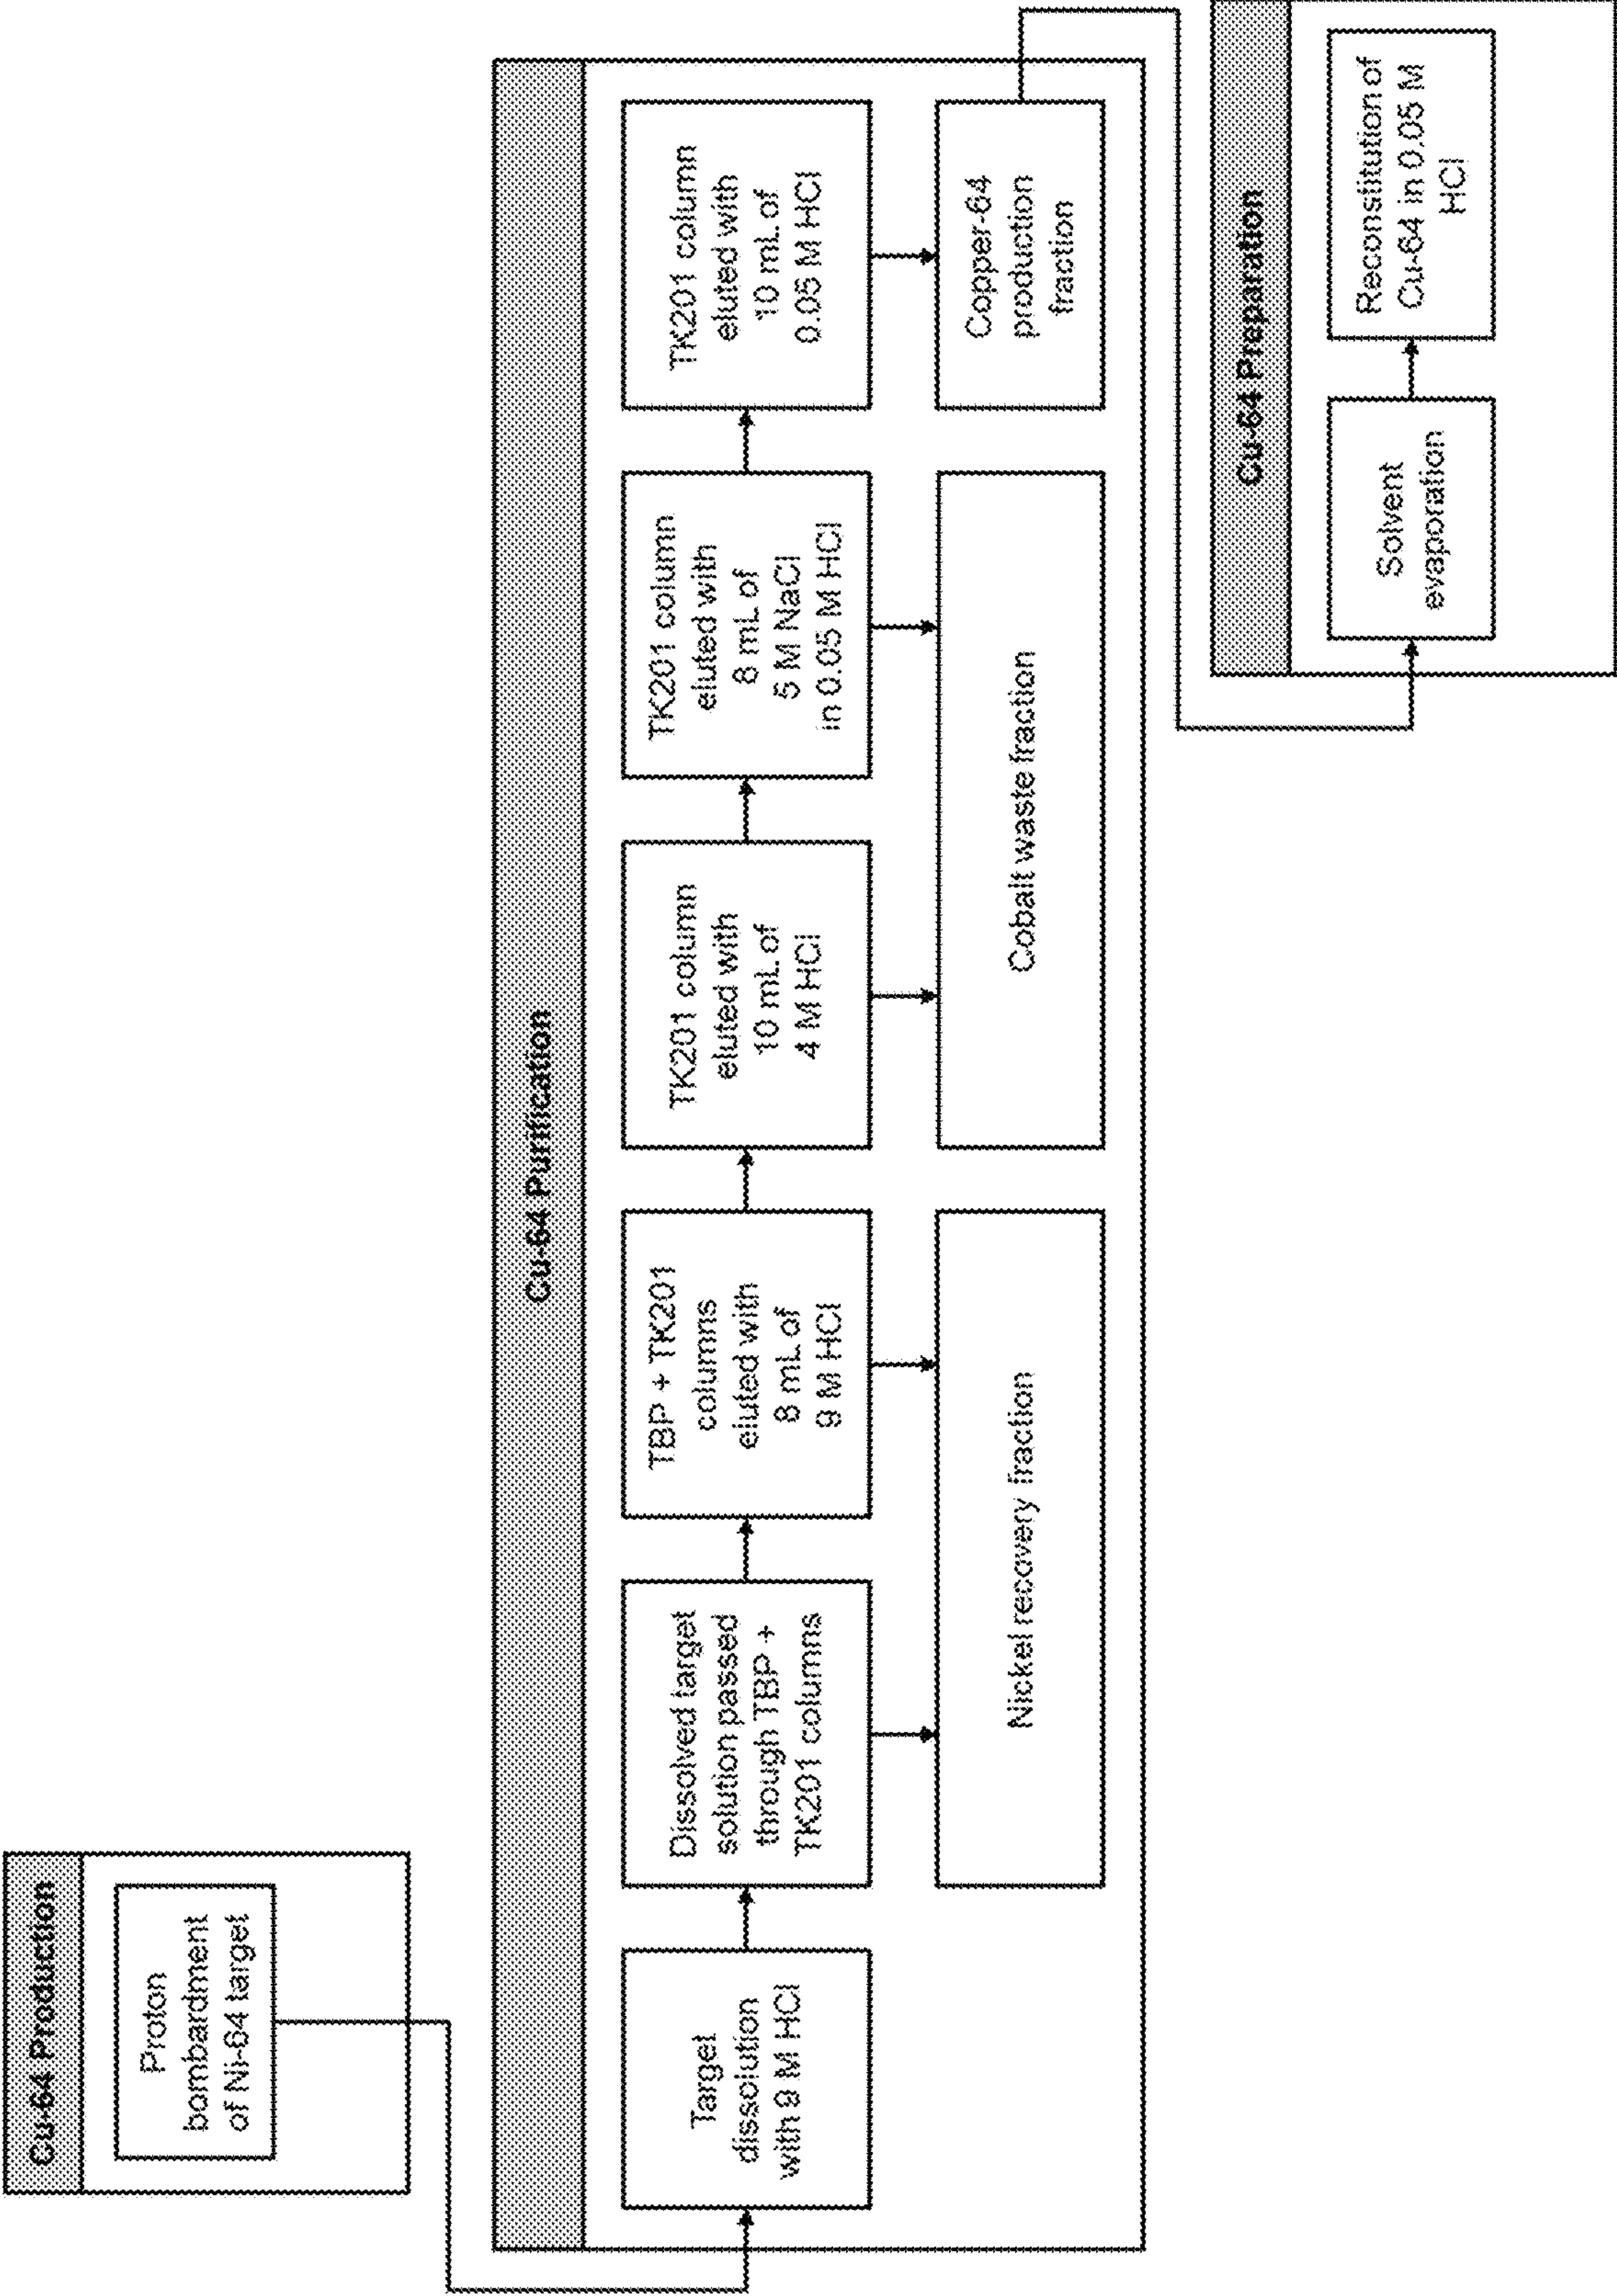 Cu-64 Production
Proton
bombardment
of Ni-64 target
Cu-64 Purification
Target
dissolution
with 9 M HCl
Dissolved target
solution passed
through TBP +
TK201 columns
TBP + TK201
columns
eluted with
8 mL of
9 M HCl
Nickel recovery fraction
TK201 column
eluted with
10 mL of
4 M HCl
TK201 column
eluted with
8 mL of
5 M NaCl
in 0.05 M HCl
Cobalt waste fraction
TK201 column
eluted with
10 mL of
0.05 M HCl
Copper-64
production
fraction
Cu-64 Preparation
Solvent
evaporation
Reconstitution of
Cu-64 in 0.05 M
HCl